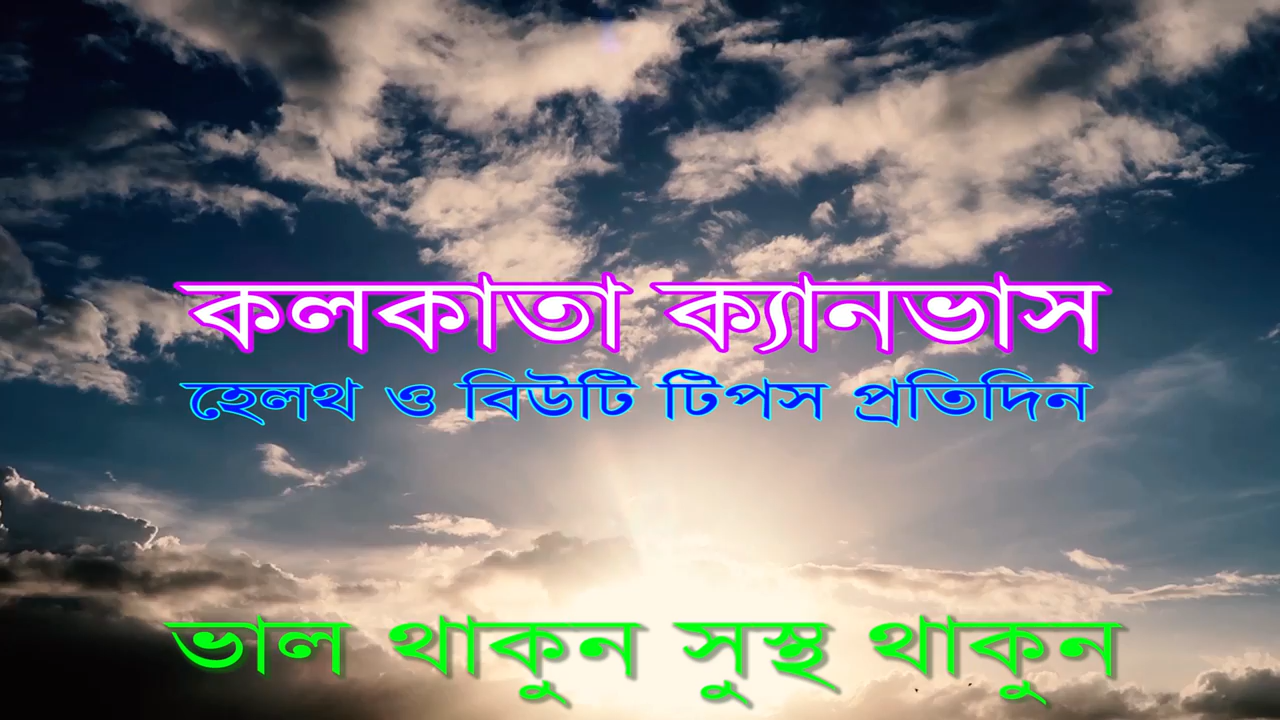 কলকাতা ক্যানভাস
হেলথ ও বিউটি টিপস প্রতিদিন
ভাল থাকুন সুস্থ থাকুন